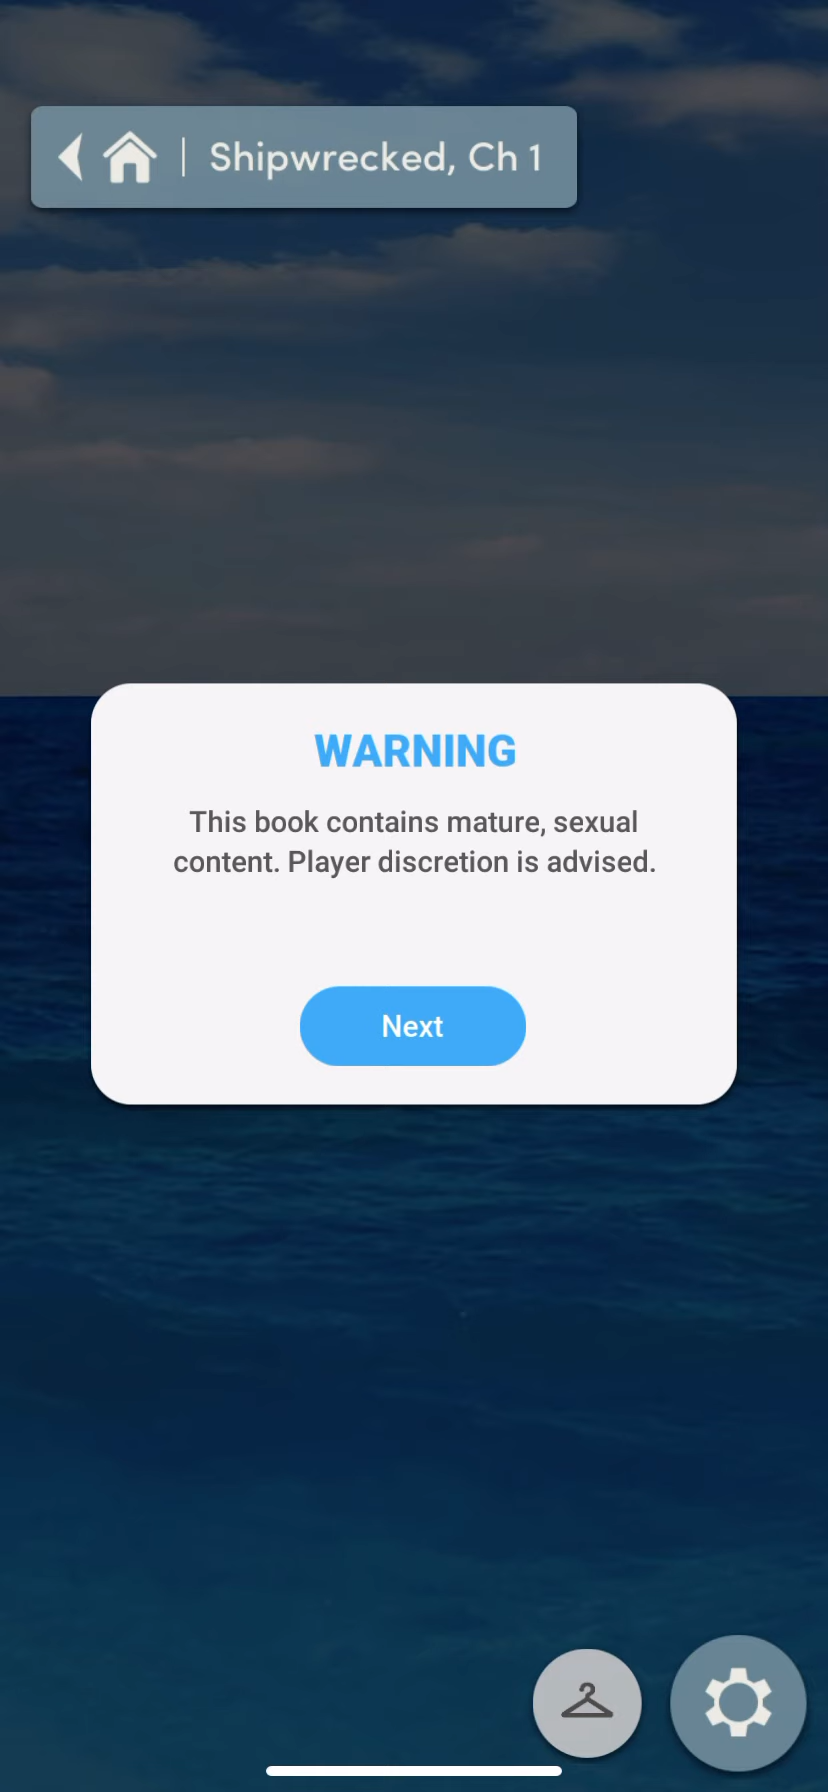 Shipwrecked, Ch 1
WARNING
This book contains mature, sexual
content. Player discretion is advised.
Next